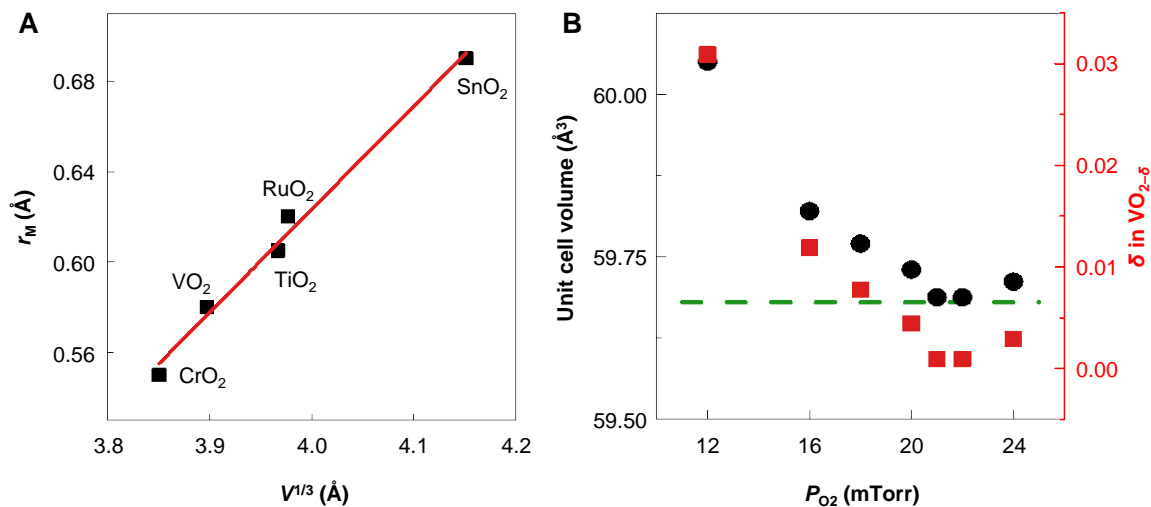 A
r_M (Å)
0.68
0.64
0.60
0.56
SnO₂
RuO₂
TiO₂
VO₂
CrO₂
3.8 3.9 4.0 4.1 4.2
V^1/3 (Å)
B
Unit cell volume (Å³)
60.00
59.75
59.50
0.03
0.02
0.01
0.00
δ in VO₂₋δ
12 16 20 24
P_O2 (mTorr)